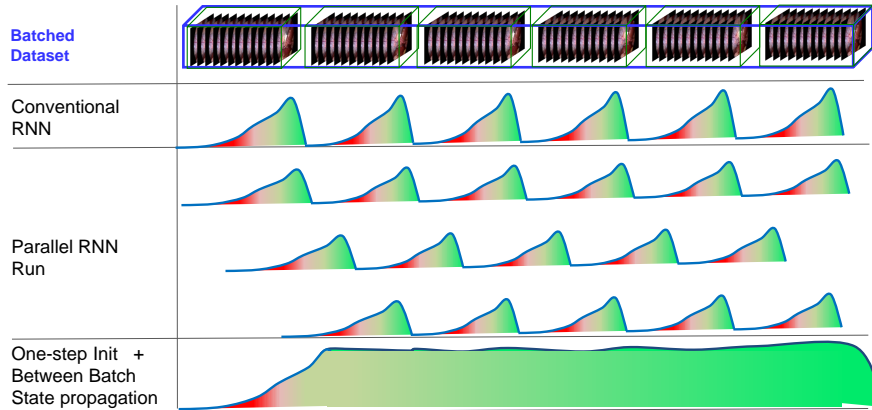 Batched
Dataset
Conventional
RNN
Parallel RNN
Run
One-step Init +
Between Batch
State propagation